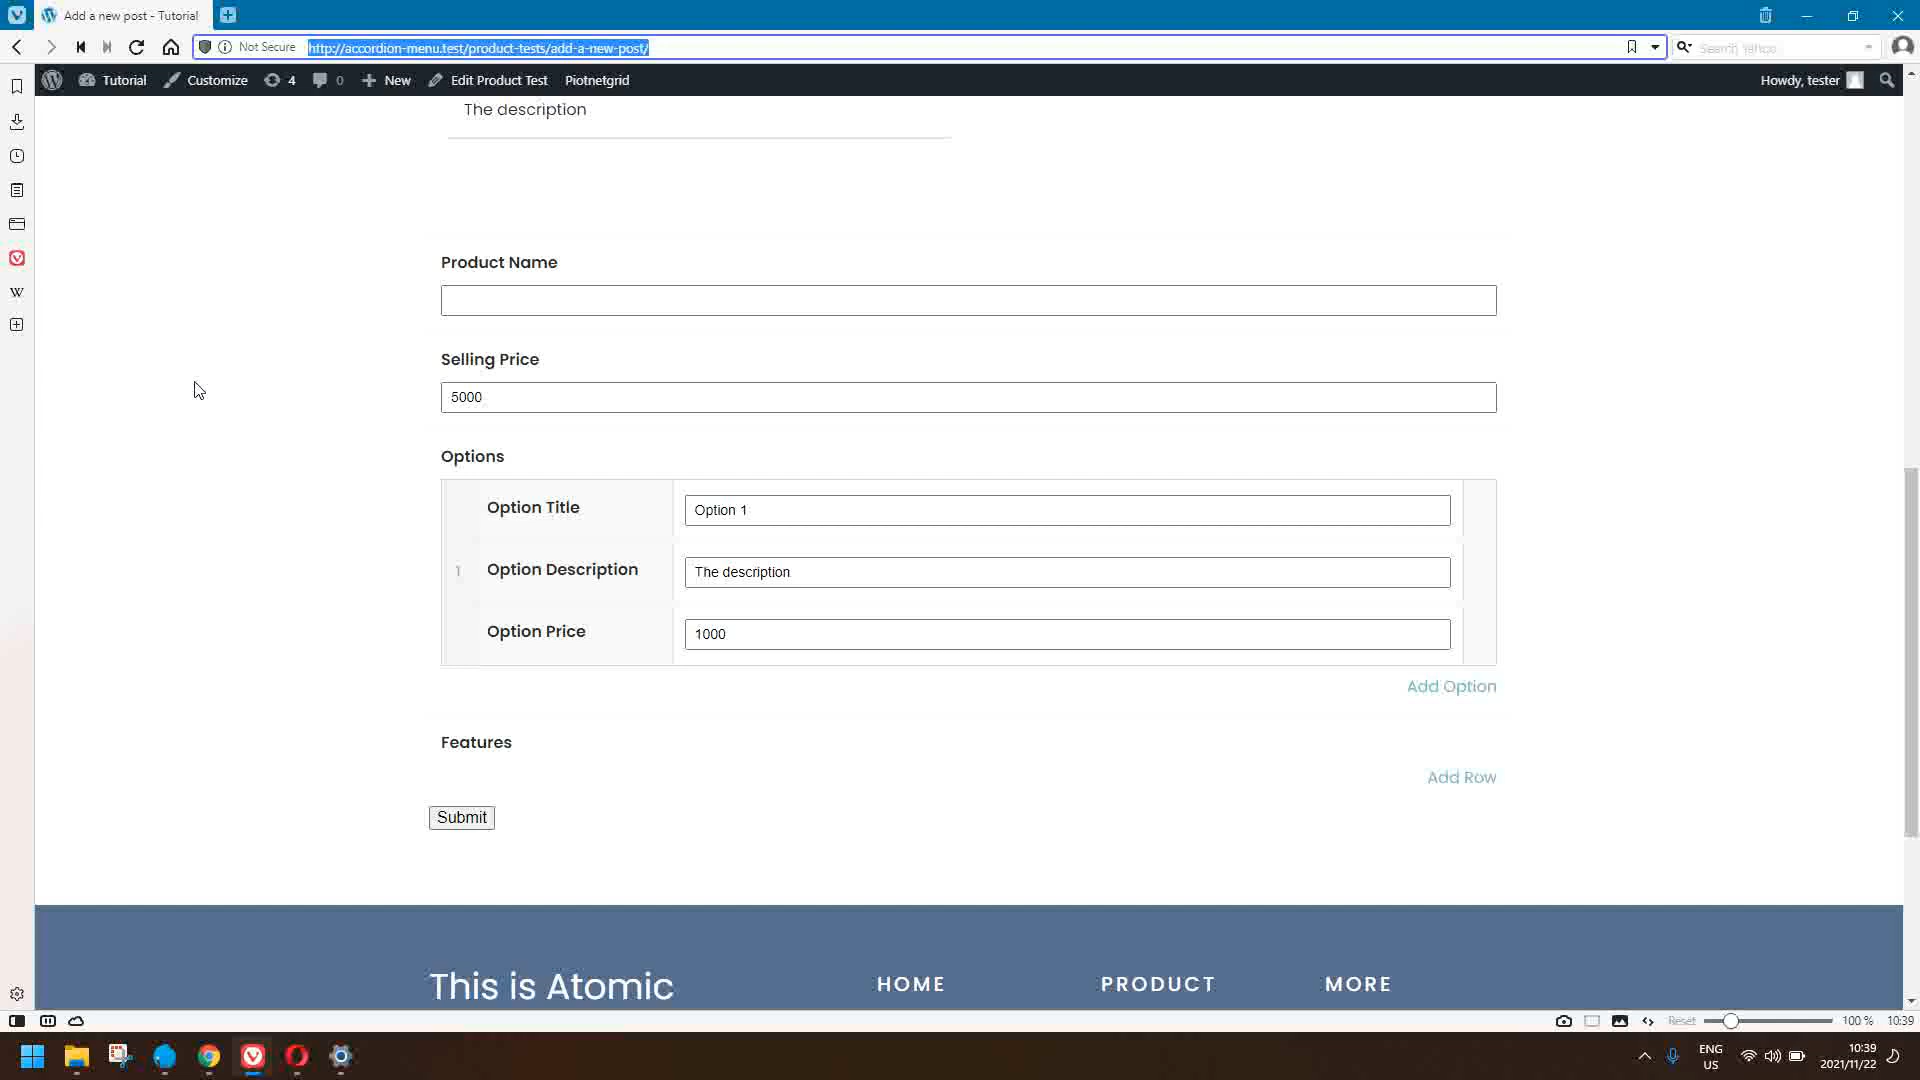 Add a new post - Tutorial
Not Secure
http://accordion-menu.test/product-tests/add-a-new-post/
Search Yahoo
Tutorial
Customize
4
0
New
Edit Product Test
Piotnetgrid
Howdy, tester
The description
Product Name
Selling Price
5000
Options
1
Option Title
Option 1
Option Description
The description
Option Price
1000
Add Option
Features
Add Row
Submit
This is Atomic
HOME
PRODUCT
MORE
W
Reset
100 %
10:39
ENG
US
10:39
2021/11/22